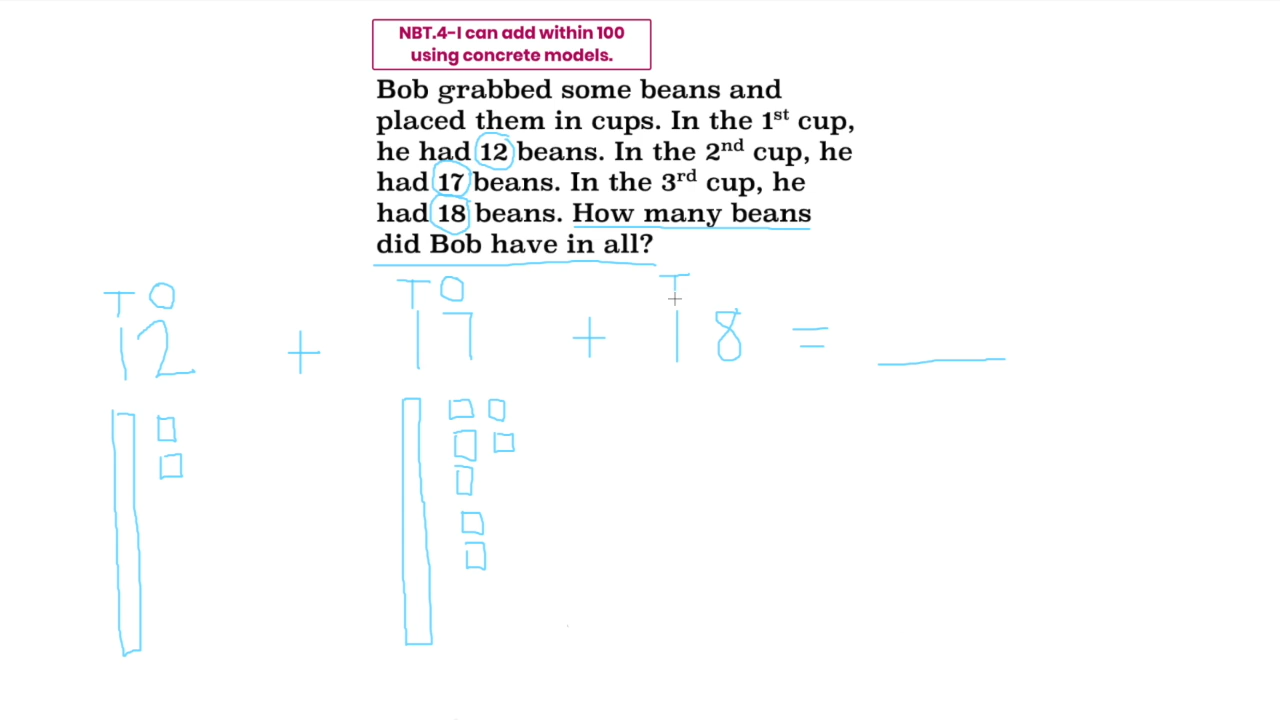 NBT.4-I can add within 100
using concrete models.
Bob grabbed some beans and
placed them in cups. In the 1st cup,
he had 12 beans. In the 2nd cup, he
had 17 beans. In the 3rd cup, he
had 18 beans. How many beans
did Bob have in all?
T O T O T
12 + 17 + 18 = ____